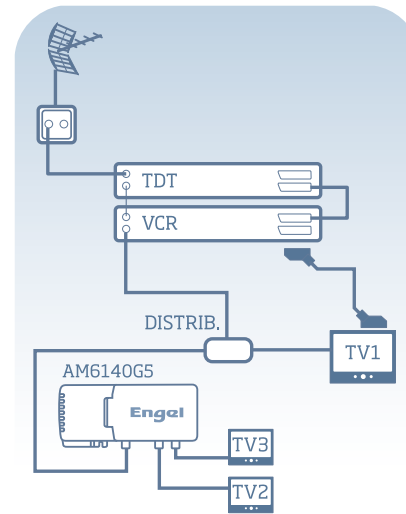 TDT
VCR
DISTRIB.
TV1
AM6140G5
Engel
TV3
TV2